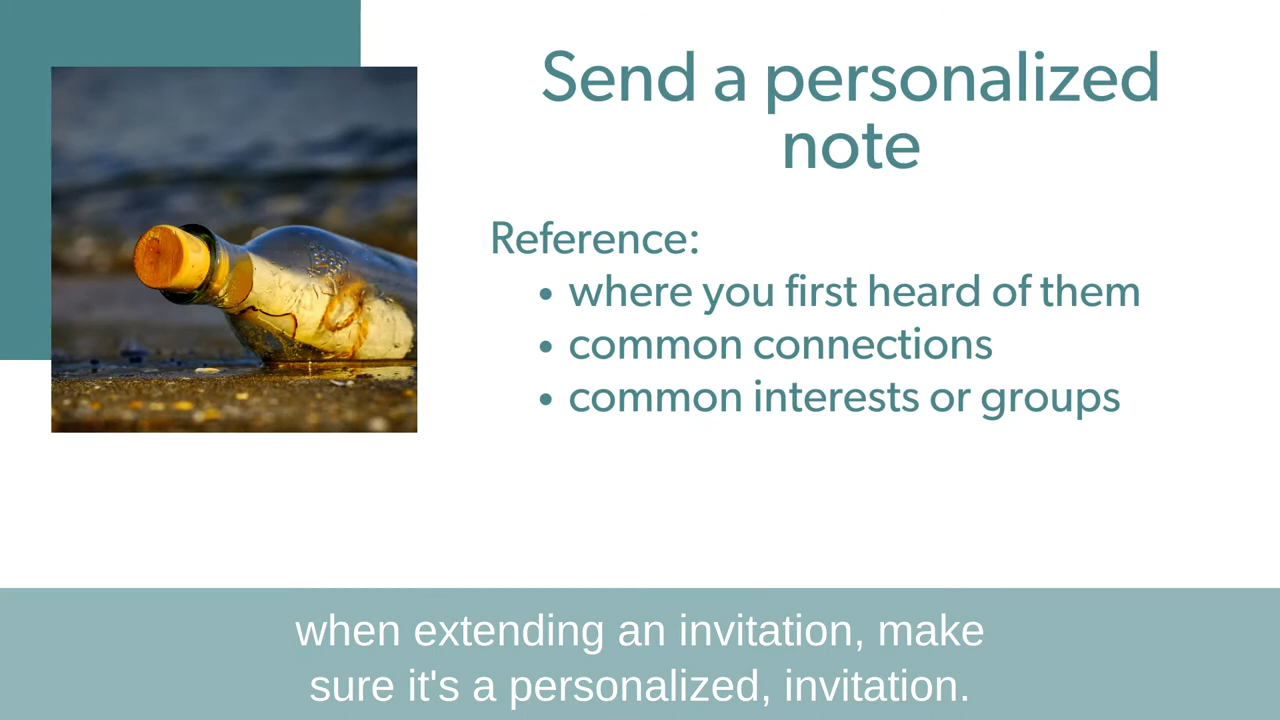 Send a personalized
note
Reference:
• where you first heard of them
• common connections
• common interests or groups
when extending an invitation, make
sure it's a personalized, invitation.